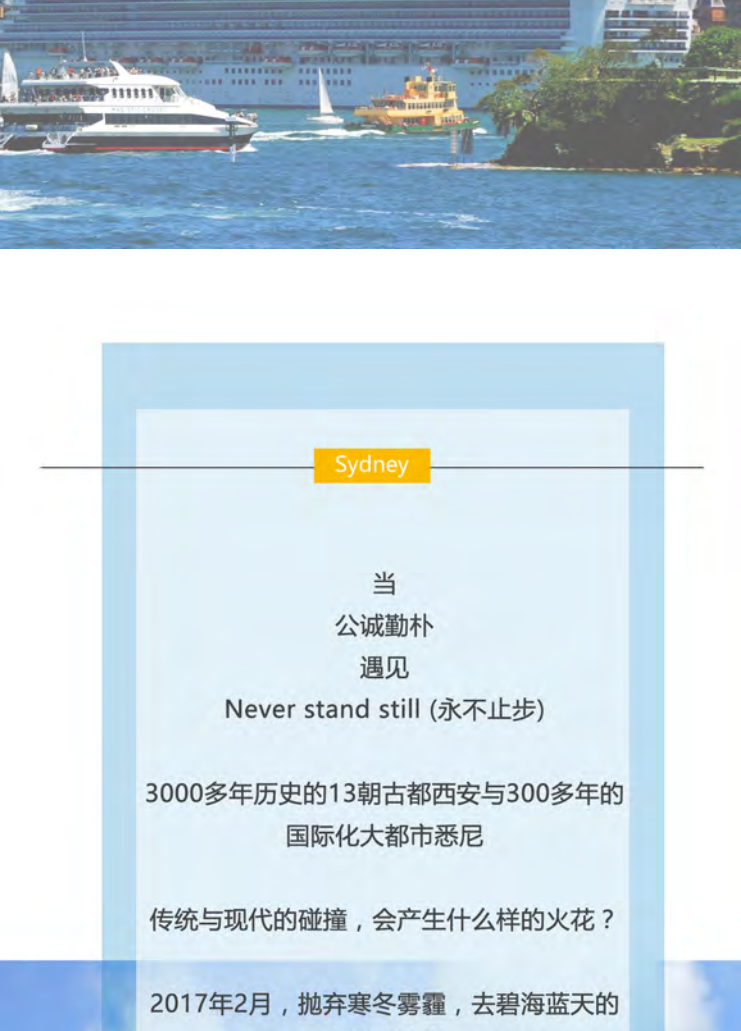 Sydney
当
公诚勤朴
遇见
Never stand still (永不止步)
3000多年历史的13朝古都西安与300多年的
国际化大都市悉尼
传统与现代的碰撞，会产生什么样的火花？
2017年2月，抛弃寒冬雾霾，去碧海蓝天的